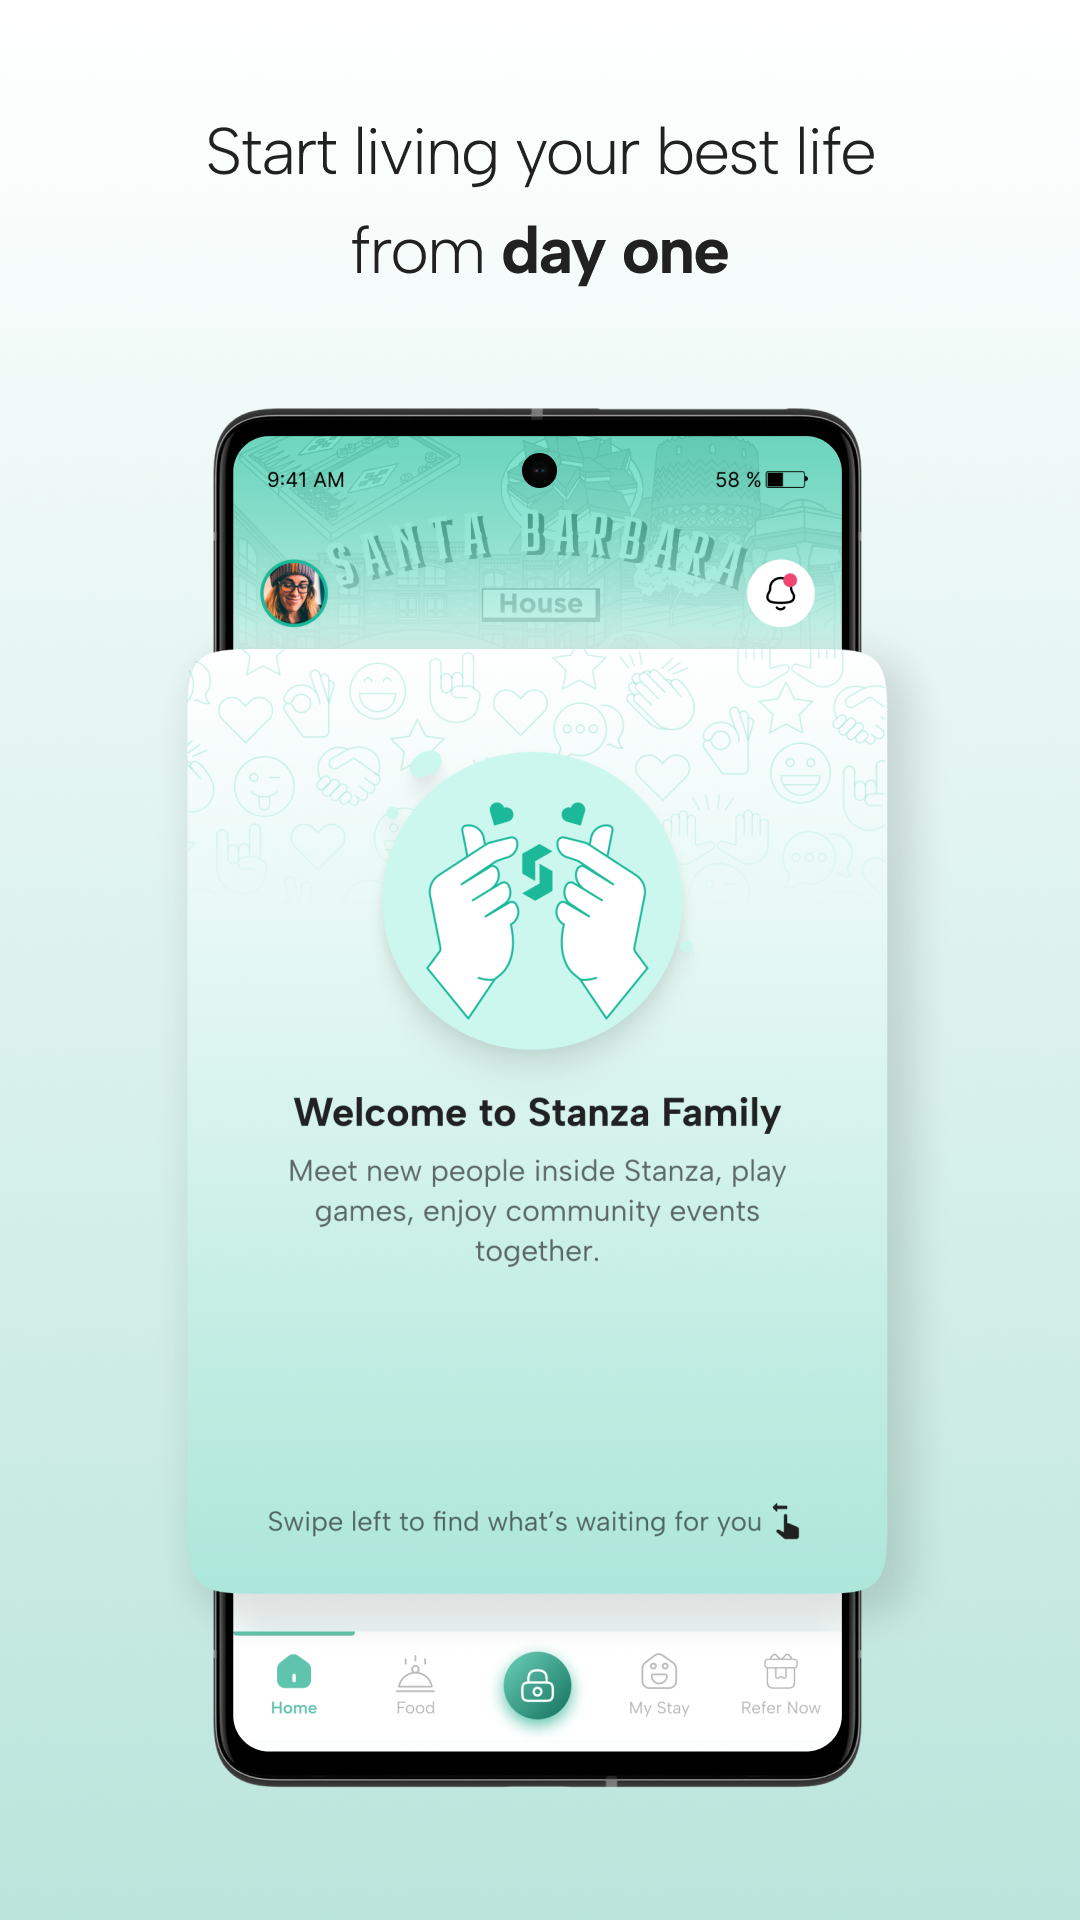 Start living your best life
from day one
9:41 AM
58 %
SANTA BARBARA
House
Welcome to Stanza Family
Meet new people inside Stanza, play
games, enjoy community events
together.
Swipe left to find what's waiting for you
Home
Food
My Stay
Refer Now